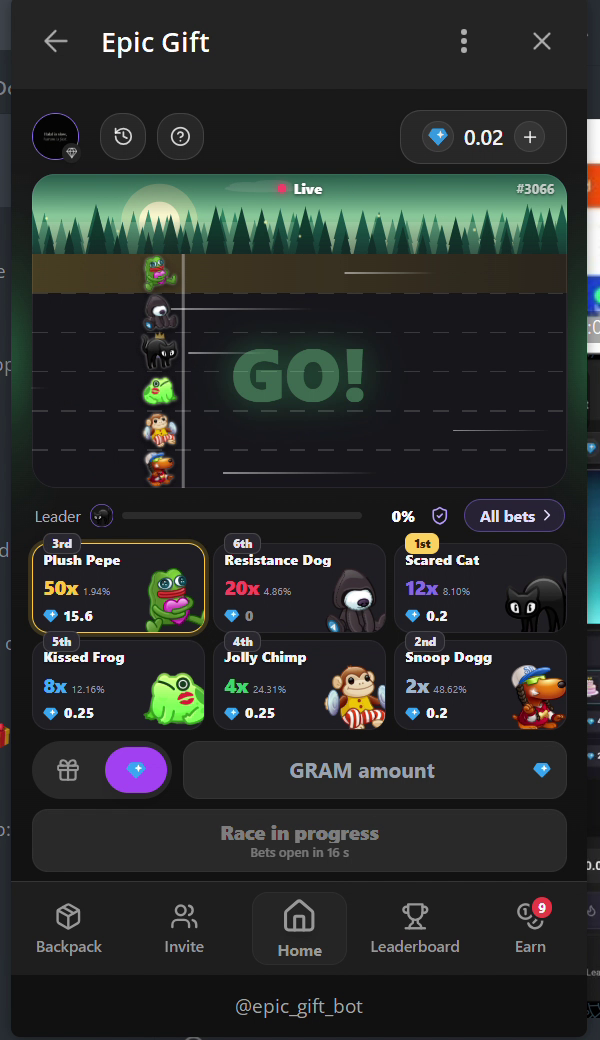 Epic Gift
0.02
Live
#3066
GO!
Leader
0%
All bets
3rd
Plush Pepe
50x 1.94%
15.6
6th
Resistance Dog
20x 4.86%
0
1st
Scared Cat
12x 8.10%
0.2
5th
Kissed Frog
8x 12.16%
0.25
4th
Jolly Chimp
4x 24.31%
0.25
2nd
Snoop Dogg
2x 48.62%
0.2
GRAM amount
Race in progress
Bets open in 16 s
9
Backpack
Invite
Home
Leaderboard
Earn
@epic_gift_bot